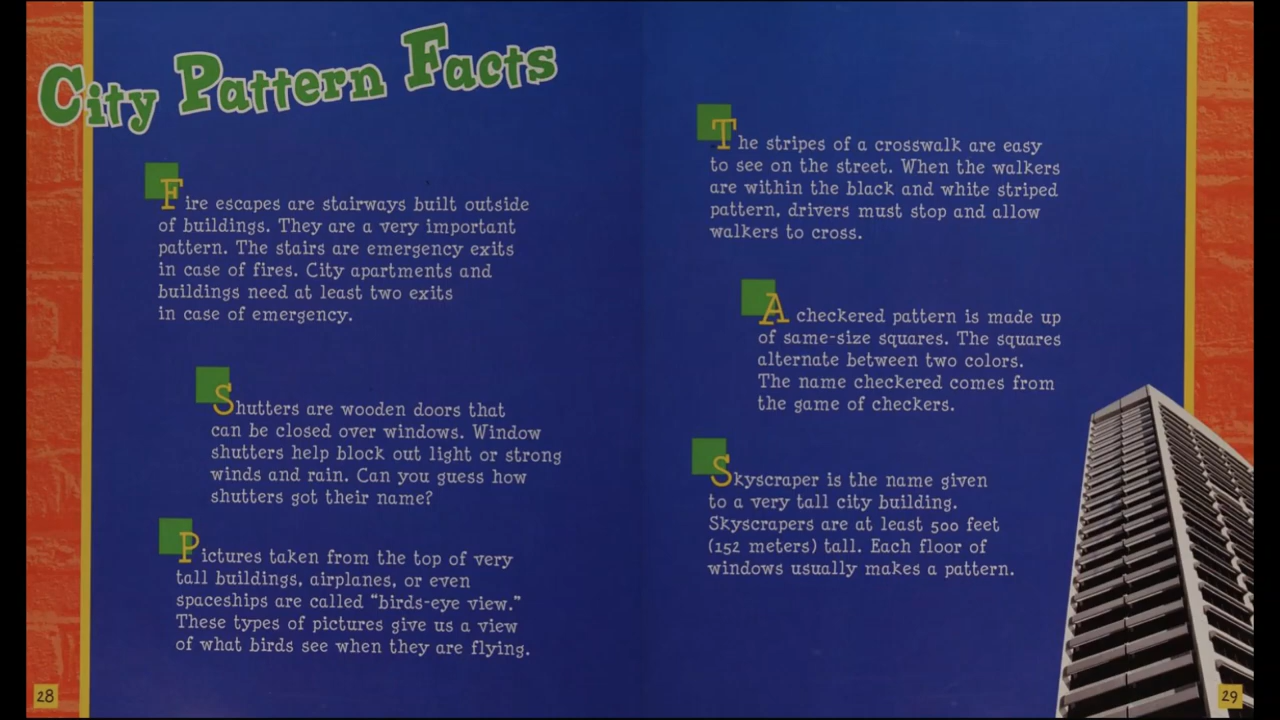 City Pattern Facts
Fire escapes are stairways built outside
of buildings. They are a very important
pattern. The stairs are emergency exits
in case of fires. City apartments and
buildings need at least two exits
in case of emergency.
Shutters are wooden doors that
can be closed over windows. Window
shutters help block out light or strong
winds and rain. Can you guess how
shutters got their name?
Pictures taken from the top of very
tall buildings, airplanes, or even
spaceships are called "birds-eye view."
These types of pictures give us a view
of what birds see when they are flying.
28
The stripes of a crosswalk are easy
to see on the street. When the walkers
are within the black and white striped
pattern, drivers must stop and allow
walkers to cross.
A checkered pattern is made up
of same-size squares. The squares
alternate between two colors.
The name checkered comes from
the game of checkers.
Skyscraper is the name given
to a very tall city building.
Skyscrapers are at least 500 feet
(152 meters) tall. Each floor of
windows usually makes a pattern.
29